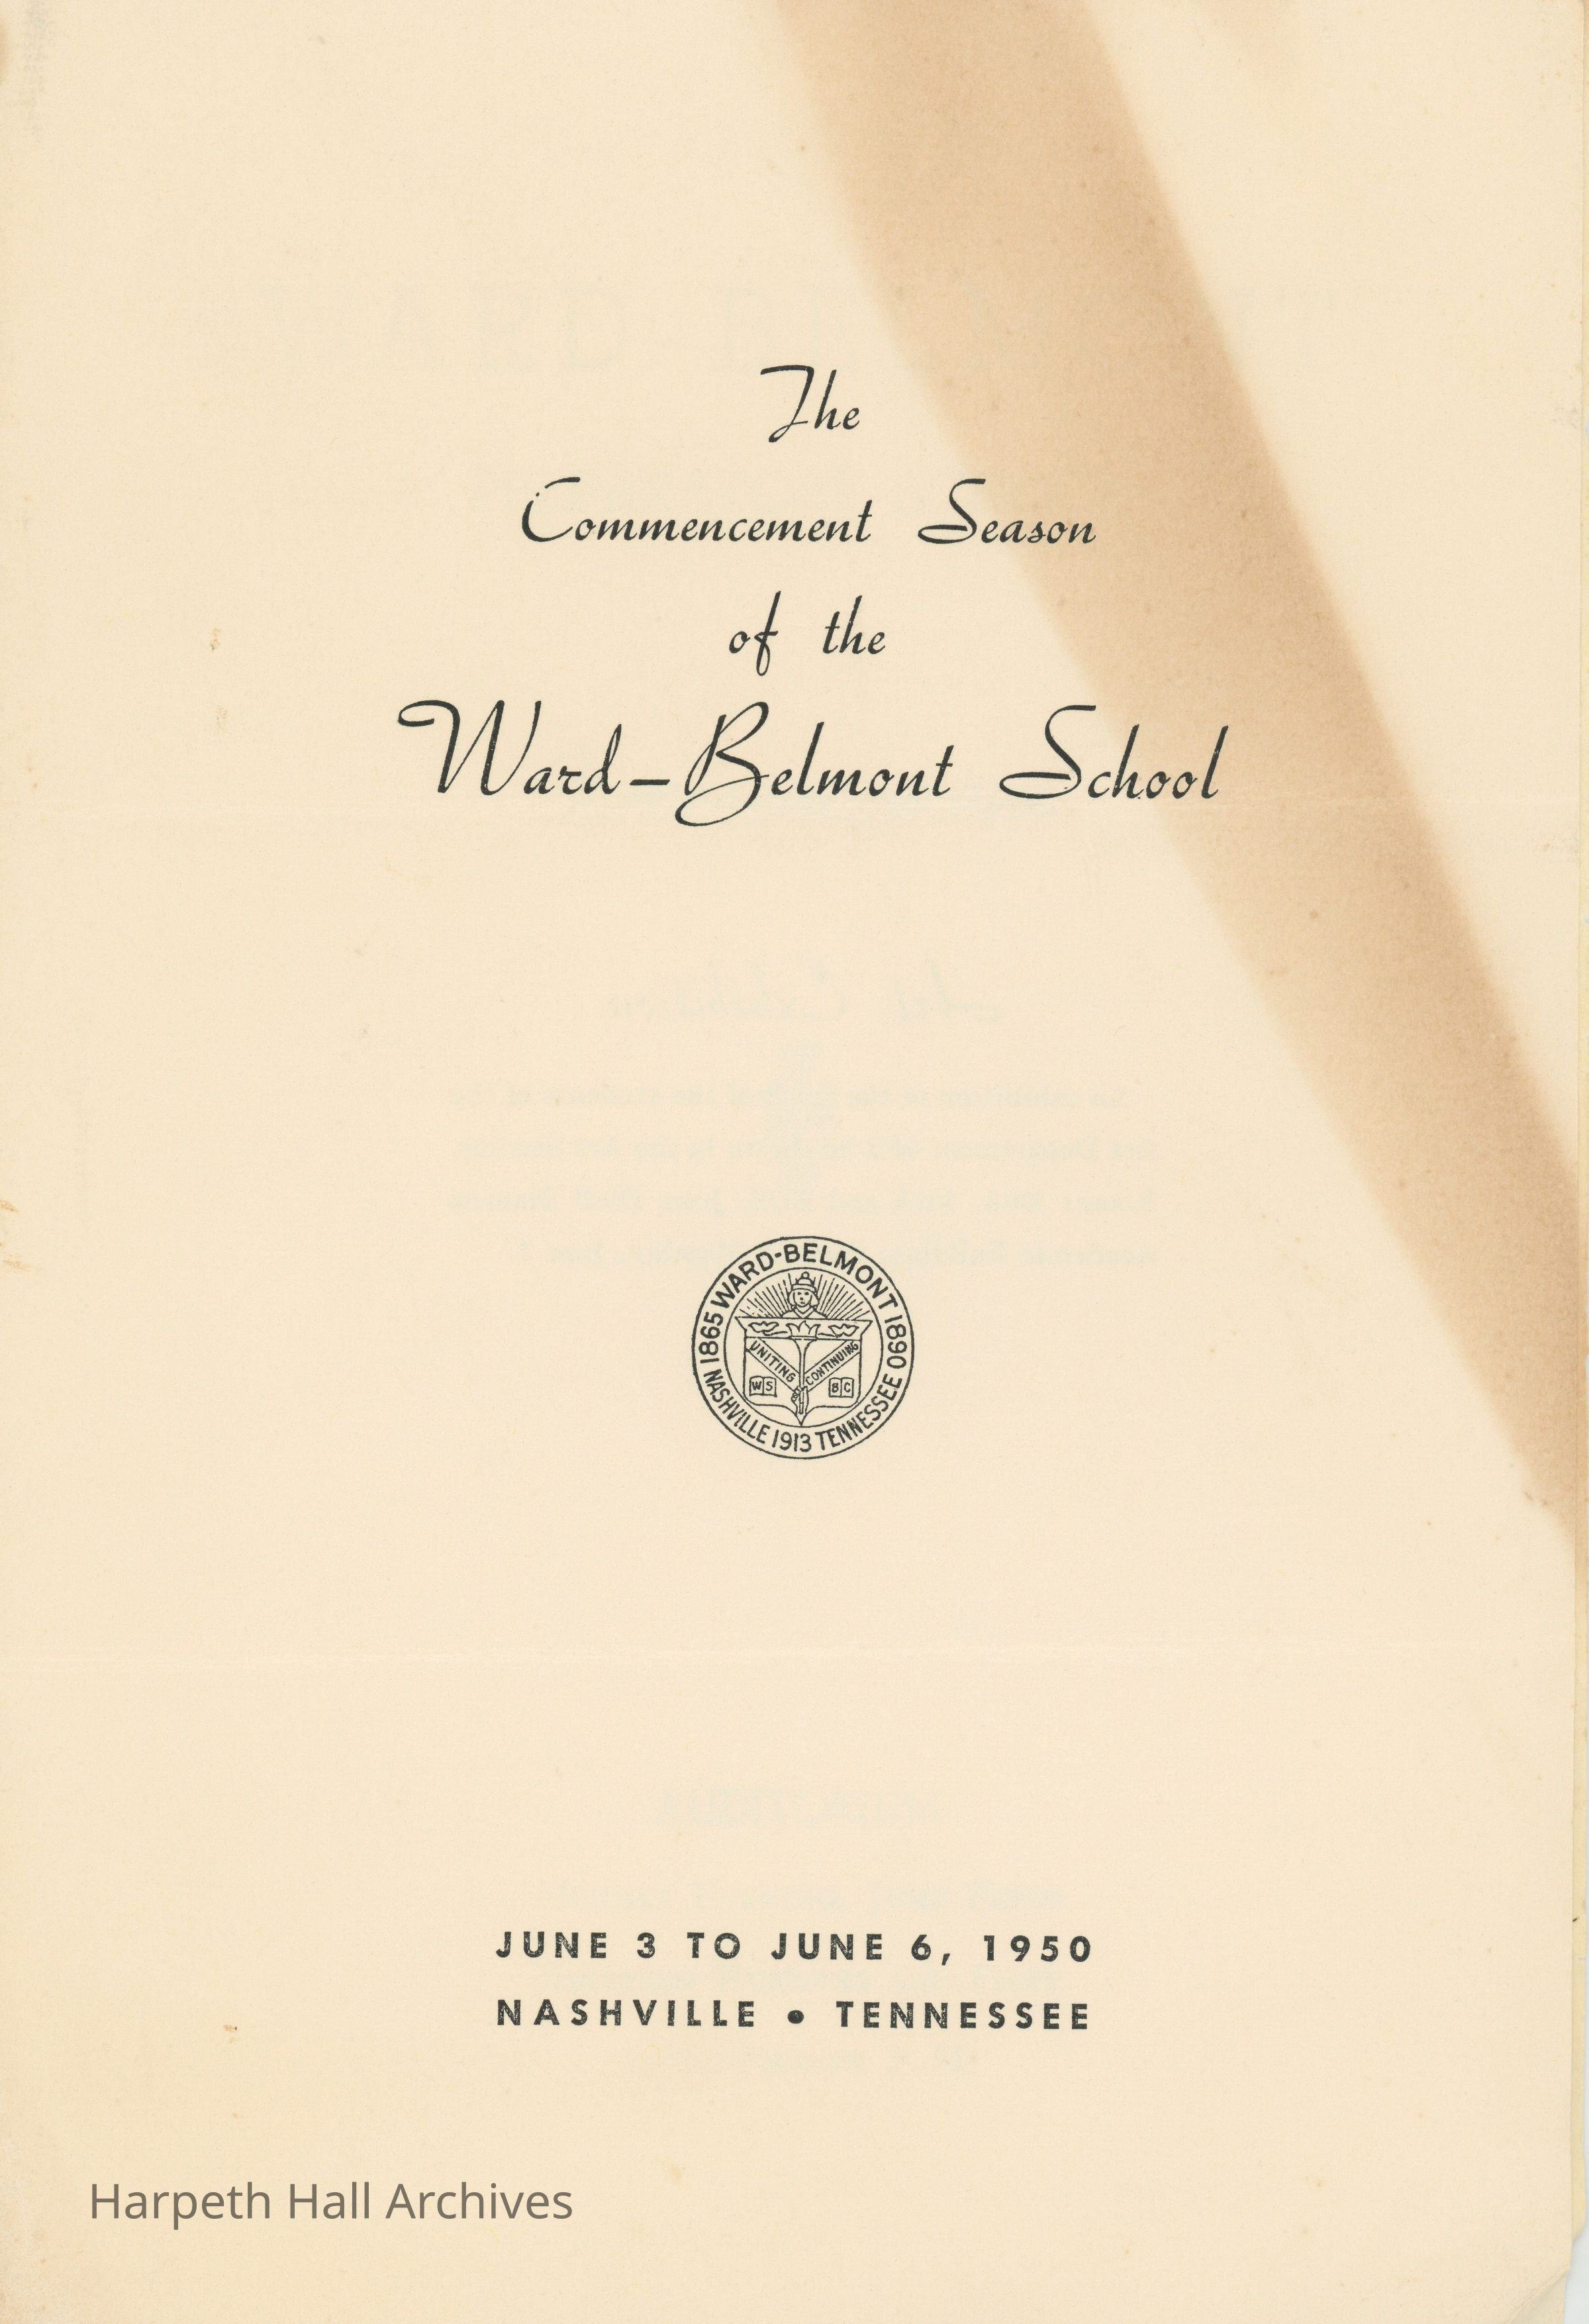 The
Commencement Season
of the
Ward-Belmont School
1865 WARD-BELMONT 1890
UNITING CONTINUING
WS BC
NASHVILLE 1913 TENNESSEE
JUNE 3 TO JUNE 6, 1950
NASHVILLE • TENNESSEE
Harpeth Hall Archives